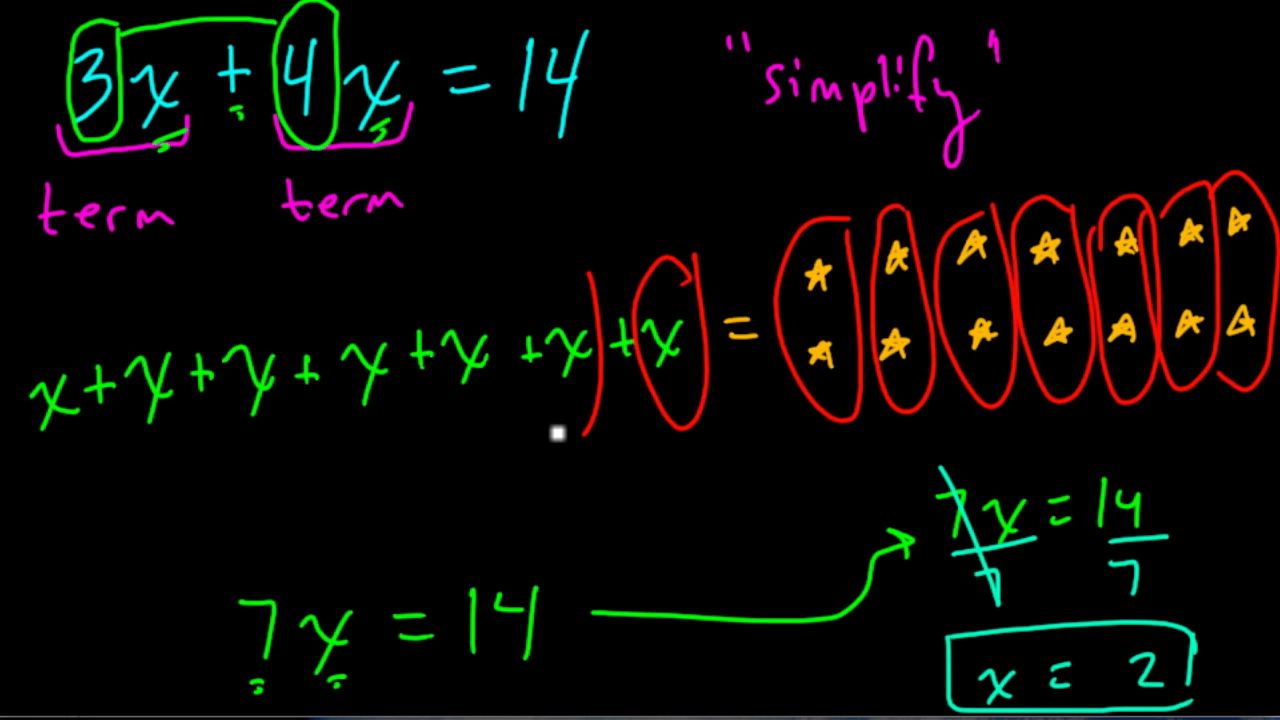 3x + 4x = 14
"simplify"
term term
x + x + x + x + x + x + x =
7x = 14
7x = 14
7 7
x = 2